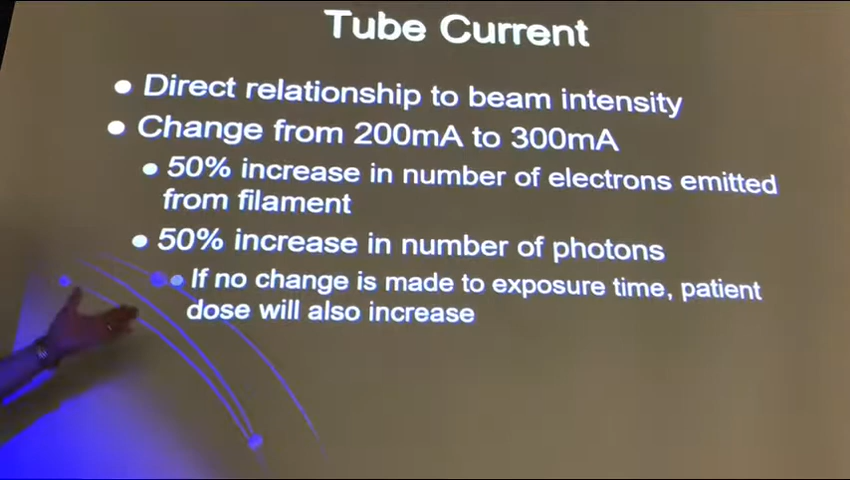 Tube Current
• Direct relationship to beam intensity
• Change from 200mA to 300mA
• 50% increase in number of electrons emitted
from filament
• 50% increase in number of photons
• If no change is made to exposure time, patient
dose will also increase